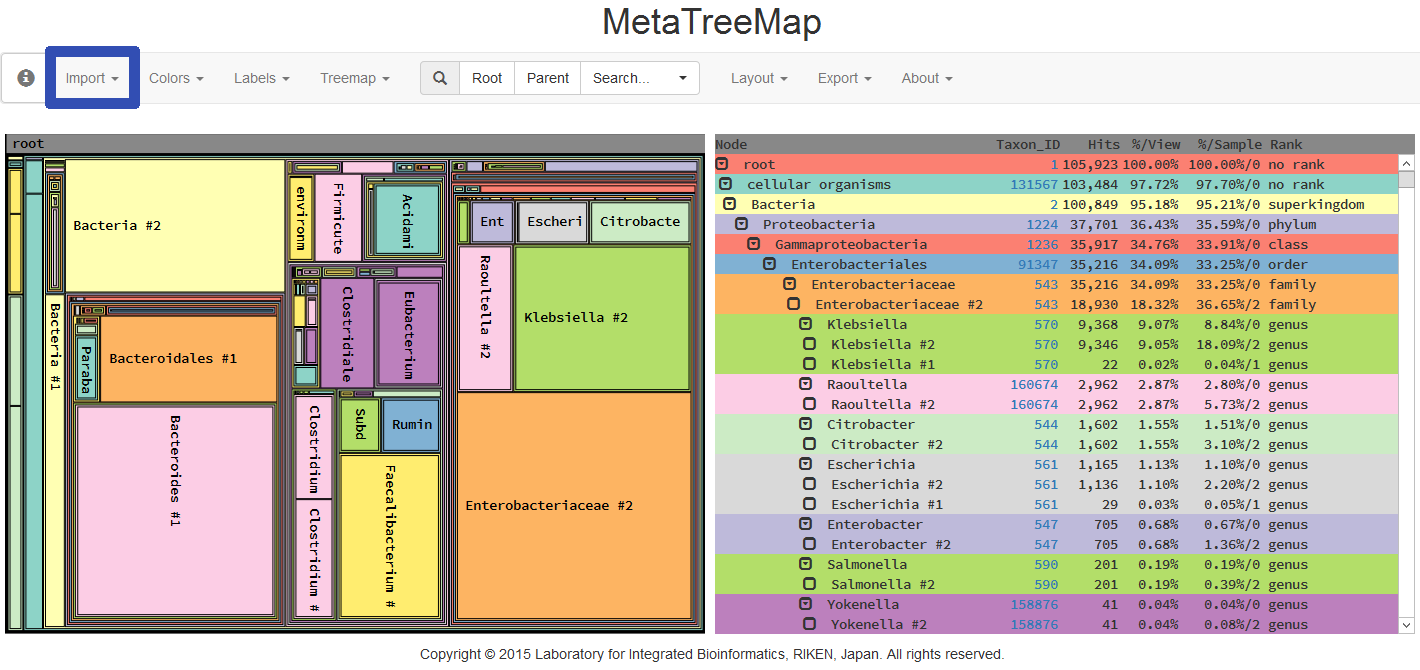 MetaTreeMap
Import Colors Labels Treemap Root Parent Search... Layout Export About
root
Bacteria #2
Bacteria #1
Paraba
Bacteroidales #1
Bacteroides #1
environm
Firmicute
Acidami
Clostridiale
Eubacterium
Clostridium
Clostridium #
Subd
Rumin
Faecalibacterium #
Ent
Escheri
Citrobacte
Raoultella #2
Klebsiella #2
Enterobacteriaceae #2
Node Taxon_ID Hits %/View %/Sample Rank
root 1 105,923 100.00% 100.00%/0 no rank
cellular organisms 131567 103,484 97.72% 97.70%/0 no rank
Bacteria 2 100,849 95.18% 95.21%/0 superkingdom
Proteobacteria 1224 37,701 36.43% 35.59%/0 phylum
Gammaproteobacteria 1236 35,917 34.76% 33.91%/0 class
Enterobacteriales 91347 35,216 34.09% 33.25%/0 order
Enterobacteriaceae 543 35,216 34.09% 33.25%/0 family
Enterobacteriaceae #2 543 18,930 18.32% 36.65%/2 family
Klebsiella 570 9,368 9.07% 8.84%/0 genus
Klebsiella #2 570 9,346 9.05% 18.09%/2 genus
Klebsiella #1 570 22 0.02% 0.04%/1 genus
Raoultella 160674 2,962 2.87% 2.80%/0 genus
Raoultella #2 160674 2,962 2.87% 5.73%/2 genus
Citrobacter 544 1,602 1.55% 1.51%/0 genus
Citrobacter #2 544 1,602 1.55% 3.10%/2 genus
Escherichia 561 1,165 1.13% 1.10%/0 genus
Escherichia #2 561 1,136 1.10% 2.20%/2 genus
Escherichia #1 561 29 0.03% 0.05%/1 genus
Enterobacter 547 705 0.68% 0.67%/0 genus
Enterobacter #2 547 705 0.68% 1.36%/2 genus
Salmonella 590 201 0.19% 0.19%/0 genus
Salmonella #2 590 201 0.19% 0.39%/2 genus
Yokenella 158876 41 0.04% 0.04%/0 genus
Yokenella #2 158876 41 0.04% 0.08%/2 genus
Copyright © 2015 Laboratory for Integrated Bioinformatics, RIKEN, Japan. All rights reserved.